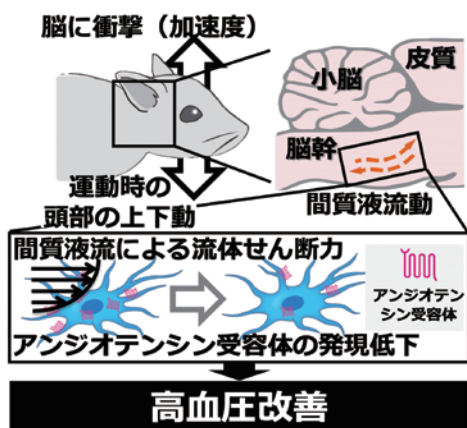 脳に衝撃（加速度）
皮質
小脳
脳幹
運動時の
頭部の上下動
間質液流動
間質液流による流体せん断力
アンジオテン
シン受容体
アンジオテンシン受容体の発現低下
高血圧改善